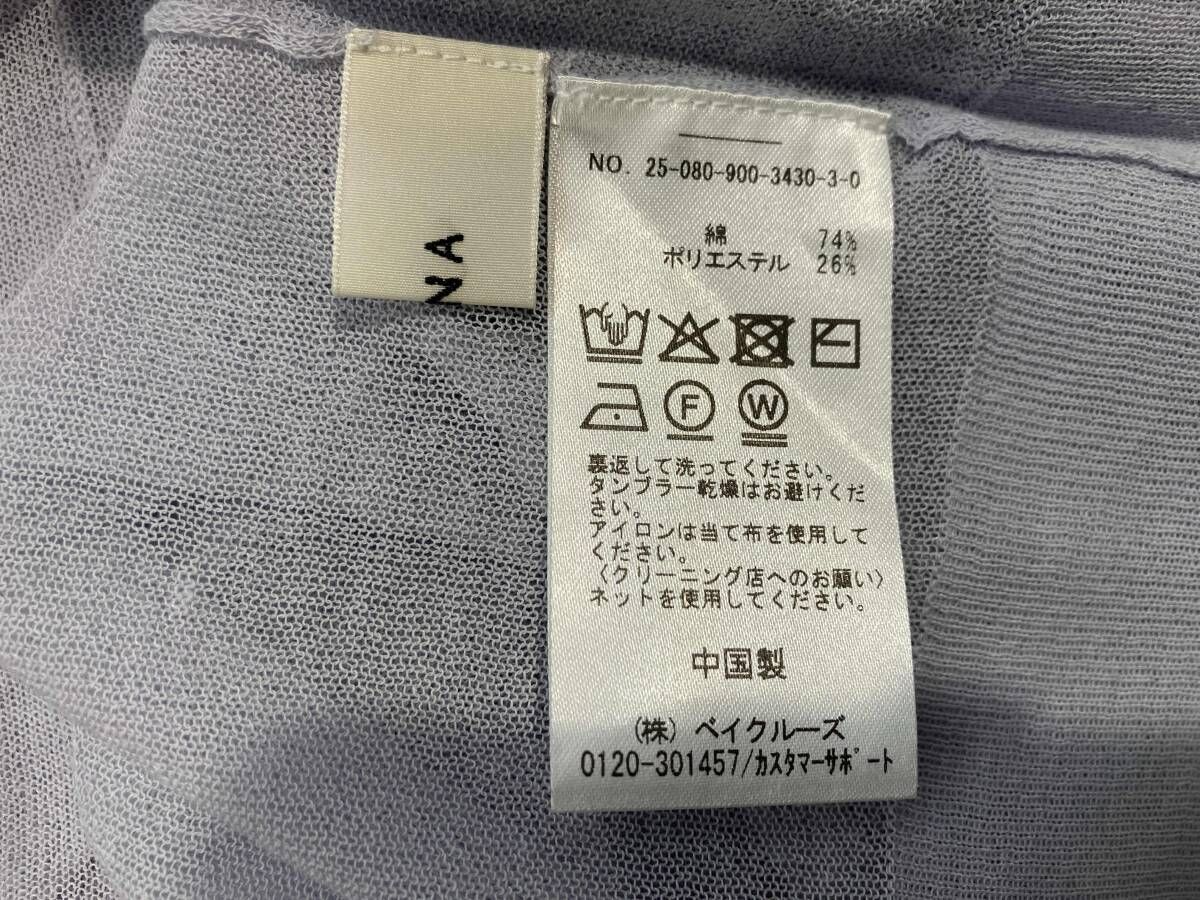 NA
NO. 25-080-900-3430-3-0
綿 74%
ポリエステル 26%
F W
裏返して洗ってください。
タンブラー乾燥はお避けくだ
さい。
アイロンは当て布を使用して
ください。
〈クリーニング店へのお願い〉
ネットを使用してください。
中国製
(株) ベイクルーズ
0120-301457/カスタマーサポート